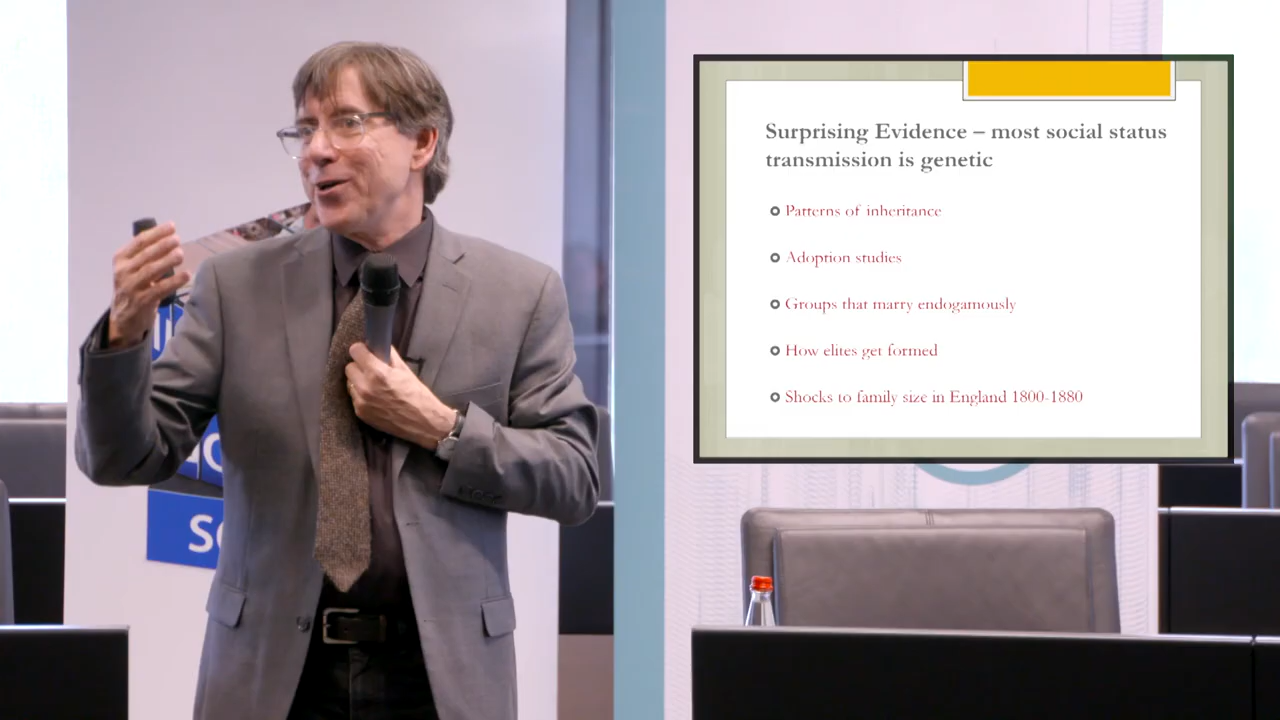 Surprising Evidence – most social status
transmission is genetic
Patterns of inheritance
Adoption studies
Groups that marry endogamously
How elites get formed
Shocks to family size in England 1800-1880